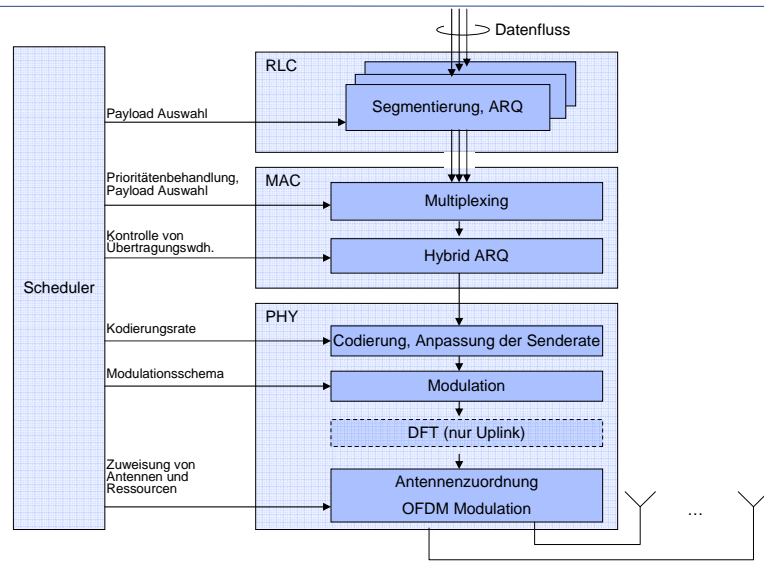 Datenfluss
RLC
Segmentierung, ARQ
Payload Auswahl
Prioritätenbehandlung,
Payload Auswahl
MAC
Multiplexing
Kontrolle von
Übertragungswdh.
Hybrid ARQ
Scheduler
PHY
Kodierungsrate
Codierung, Anpassung der Senderate
Modulationsschema
Modulation
DFT (nur Uplink)
Zuweisung von
Antennen und
Ressourcen
Antennenzuordnung
OFDM Modulation
…